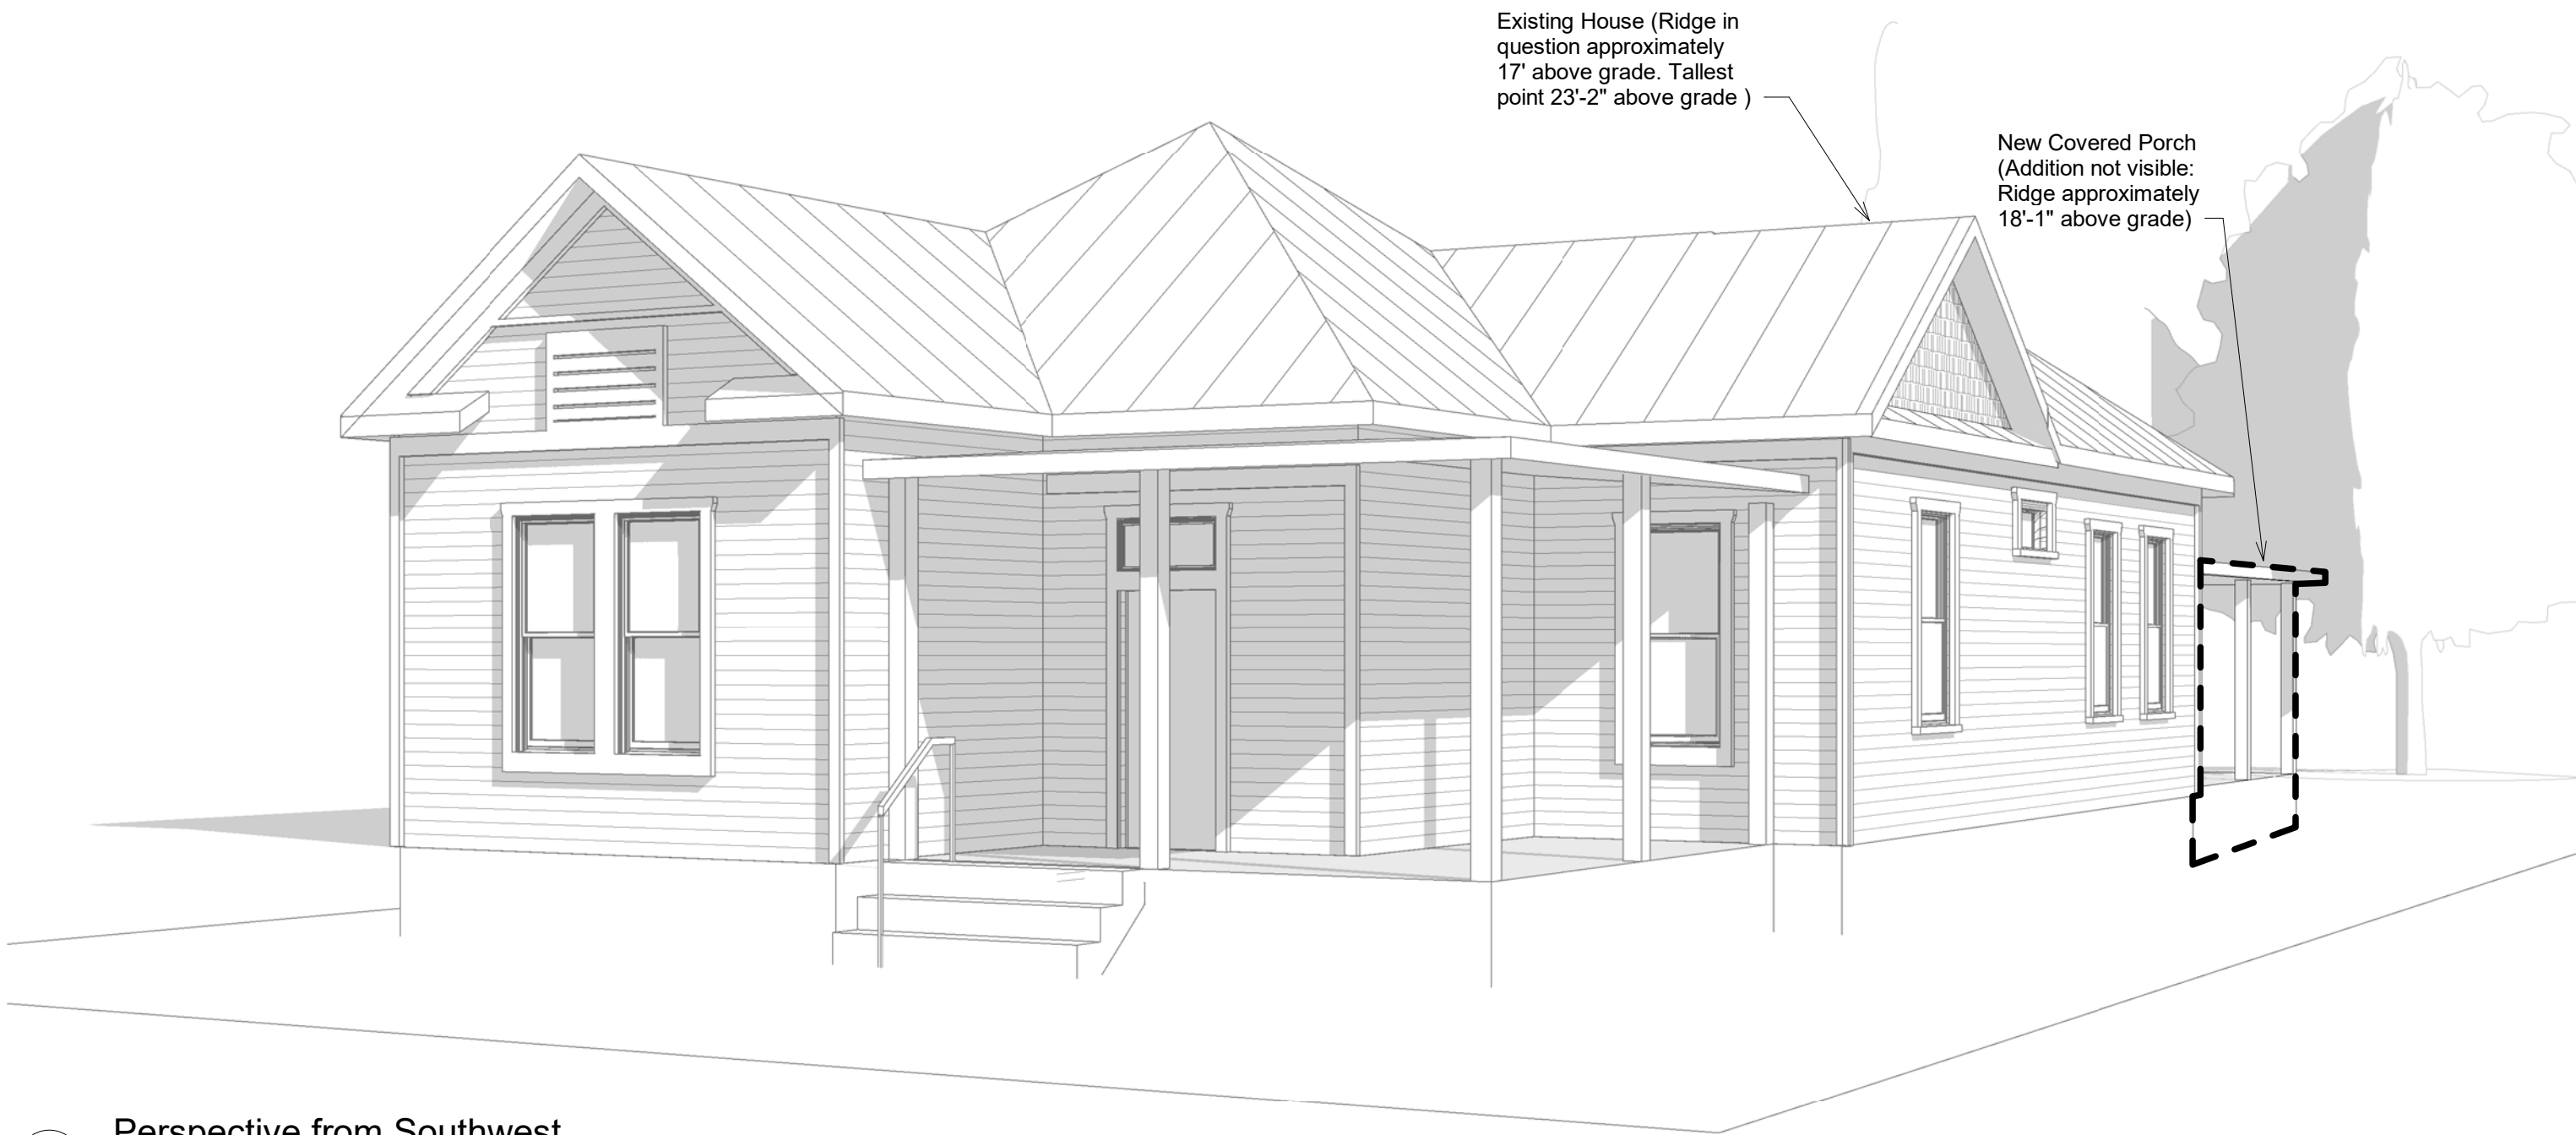 Existing House (Ridge in
question approximately
17' above grade. Tallest
point 23'-2" above grade )
New Covered Porch
(Addition not visible:
Ridge approximately
18'-1" above grade)
Perspective from Southwest